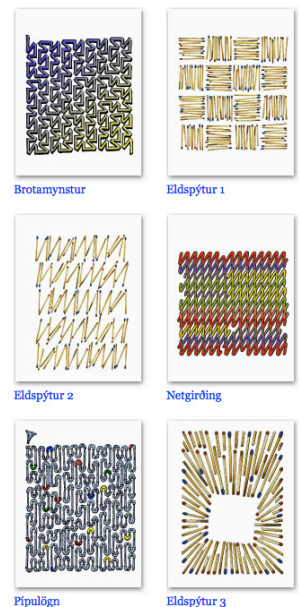 Brotamynstur
Eldspýtur 1
Eldspýtur 2
Netgirðing
Pípulögn
Eldspýtur 3